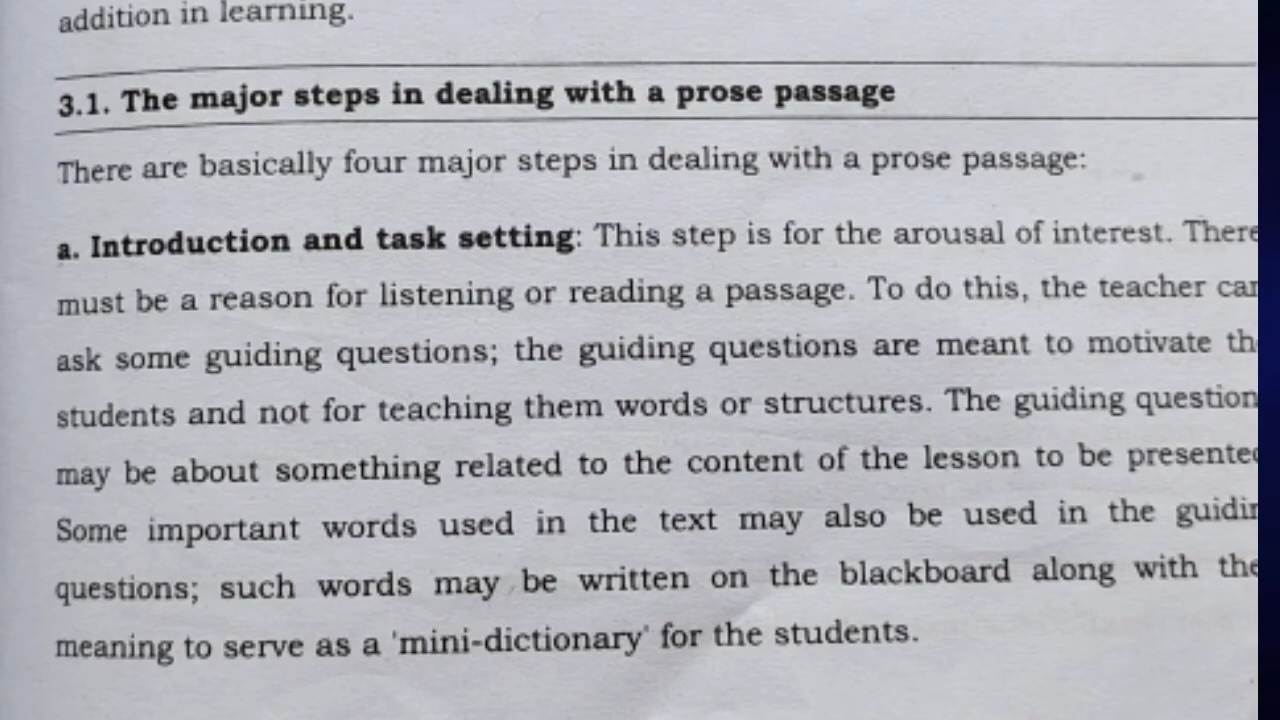 addition in learning.
3.1. The major steps in dealing with a prose passage
There are basically four major steps in dealing with a prose passage:
a. Introduction and task setting: This step is for the arousal of interest. There
must be a reason for listening or reading a passage. To do this, the teacher can
ask some guiding questions; the guiding questions are meant to motivate th
students and not for teaching them words or structures. The guiding question
may be about something related to the content of the lesson to be presented
Some important words used in the text may also be used in the guidin
questions; such words may be written on the blackboard along with the
meaning to serve as a 'mini-dictionary' for the students.